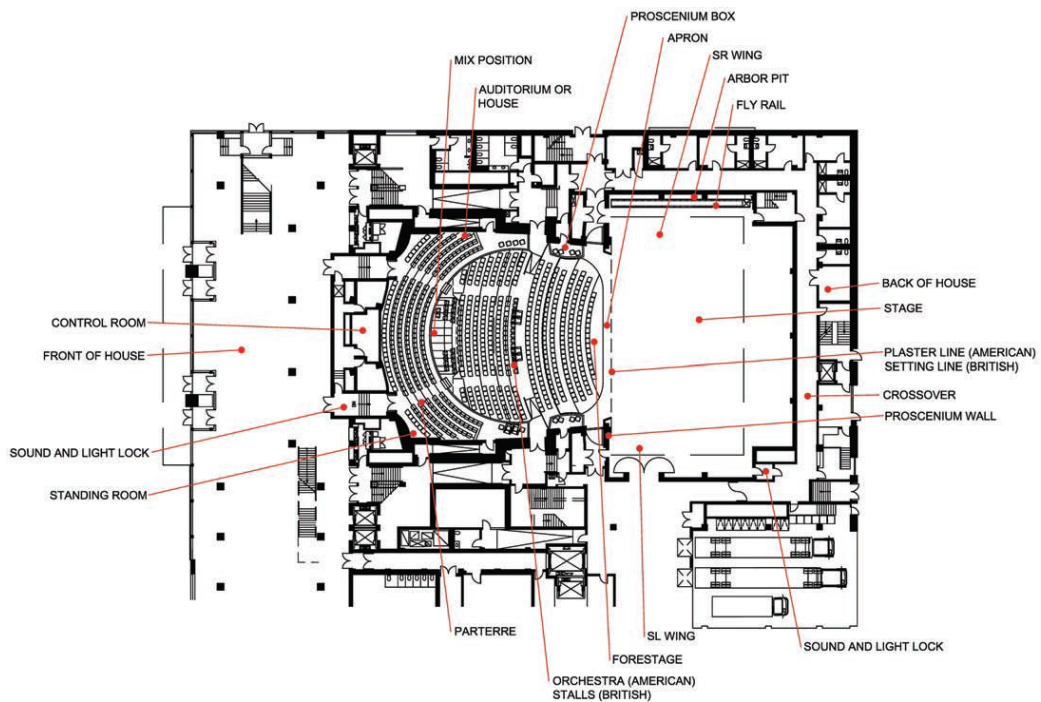 PROSCENIUM BOX
APRON
SR WING
MIX POSITION
ARBOR PIT
AUDITORIUM OR
HOUSE
FLY RAIL
BACK OF HOUSE
STAGE
CONTROL ROOM
FRONT OF HOUSE
PLASTER LINE (AMERICAN)
SETTING LINE (BRITISH)
CROSSOVER
PROSCENIUM WALL
SOUND AND LIGHT LOCK
STANDING ROOM
PARTERRE
SL WING
SOUND AND LIGHT LOCK
FORESTAGE
ORCHESTRA (AMERICAN)
STALLS (BRITISH)